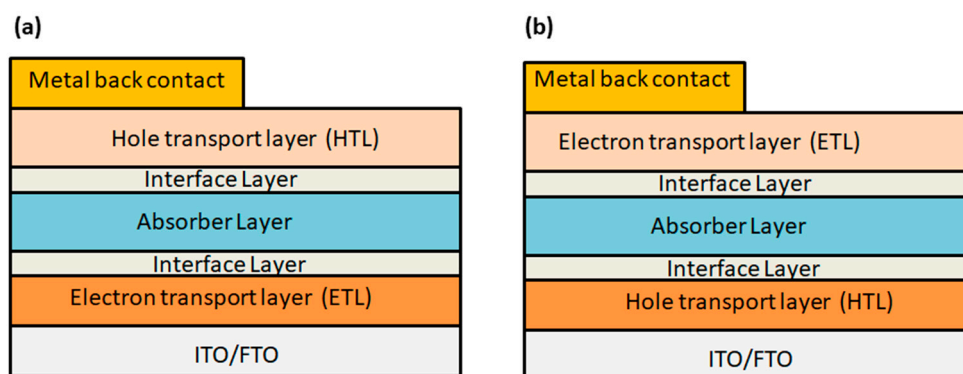 (a)
Metal back contact
Hole transport layer (HTL)
Interface Layer
Absorber Layer
Interface Layer
Electron transport layer (ETL)
ITO/FTO
(b)
Metal back contact
Electron transport layer (ETL)
Interface Layer
Absorber Layer
Interface Layer
Hole transport layer (HTL)
ITO/FTO